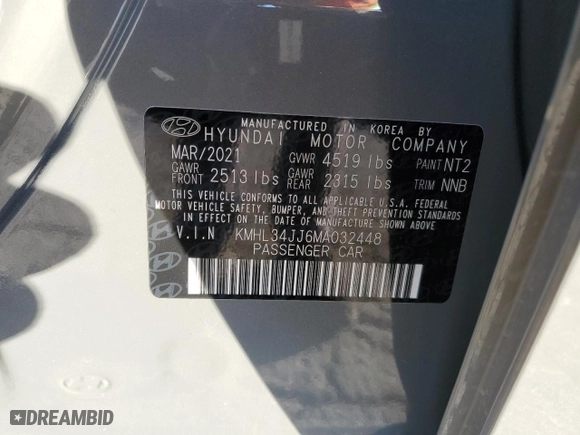 MANUFACTURED IN KOREA BY
HYUNDAI MOTOR COMPANY
MAR/2021 GVWR 4519 lbs PAINT NT2
GAWR FRONT 2513 lbs GAWR REAR 2315 lbs TRIM NNB
THIS VEHICLE CONFORMS TO ALL APPLICABLE U.S.A. FEDERAL
MOTOR VEHICLE SAFETY, BUMPER, AND THEFT PREVENTION STANDARDS
IN EFFECT ON THE DATE OF MANUFACTURE SHOWN ABOVE.
V.I.N KMHL34JJ6MA032448
PASSENGER CAR
DREAMBID